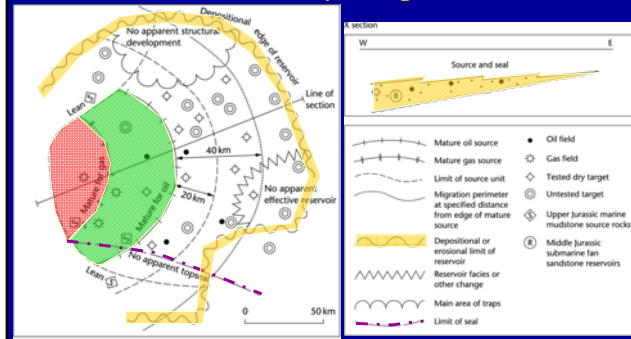 Depositional edge of reservoir
No apparent structural
development
Lean
S
Line of
section
40 km
20 km
Mature for gas
Mature for oil
S
S
No apparent
effective reservoir
No apparent topseal
Lean
S
0 50 km
X section
W E
Source and seal
R
Mature oil source
Mature gas source
Limit of source unit
Migration perimeter
at specified distance
from edge of mature
source
Depositional or
erosional limit of
reservoir
Reservoir facies or
other change
Main area of traps
Limit of seal
Oil field
Gas field
Tested dry target
Untested target
S
Upper Jurassic marine
mudstone source rocks
R
Middle Jurassic
submarine fan
sandstone reservoirs